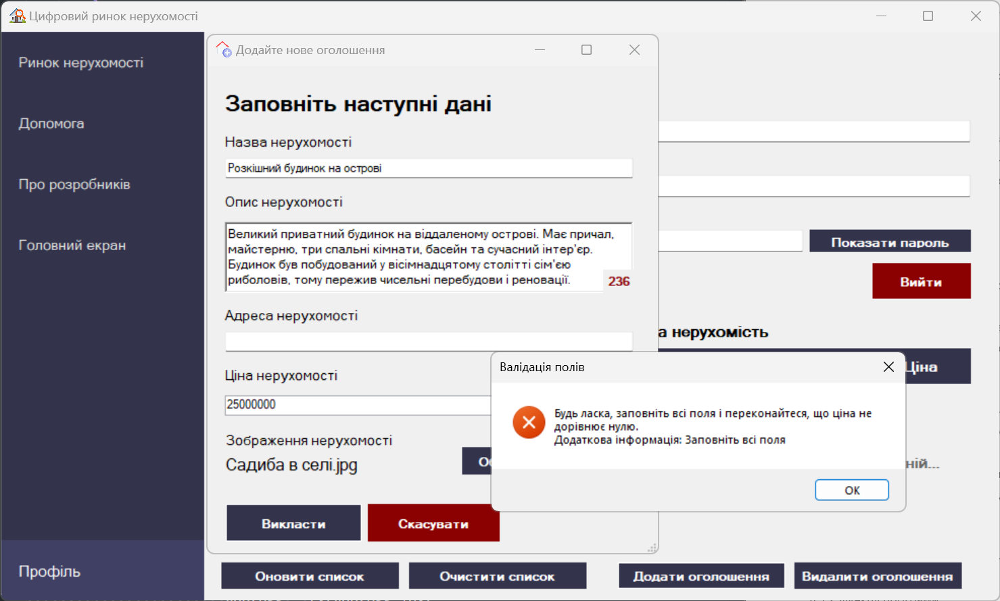 Цифровий ринок нерухомості
Ринок нерухомості
Допомога
Про розробників
Головний екран
Профіль
Додайте нове оголошення
Заповніть наступні дані
Назва нерухомості
Розкішний будинок на острові
Опис нерухомості
Великий приватний будинок на віддаленому острові. Має причал,
майстерню, три спальні кімнати, басейн та сучасний інтер'єр.
Будинок був побудований у вісімнадцятому столітті сім'єю
риболовів, тому пережив чисельні перебудови і реновації.
236
Адреса нерухомості
Ціна нерухомості
25000000
Зображення нерухомості
Садиба в селі.jpg
Викласти
Скасувати
Показати пароль
Вийти
а нерухомість
Ціна
Валідація полів
Будь ласка, заповніть всі поля і переконайтеся, що ціна не
дорівнює нулю.
Додаткова інформація: Заповніть всі поля
OK
ній...
Оновити список
Очистити список
Додати оголошення
Видалити оголошення